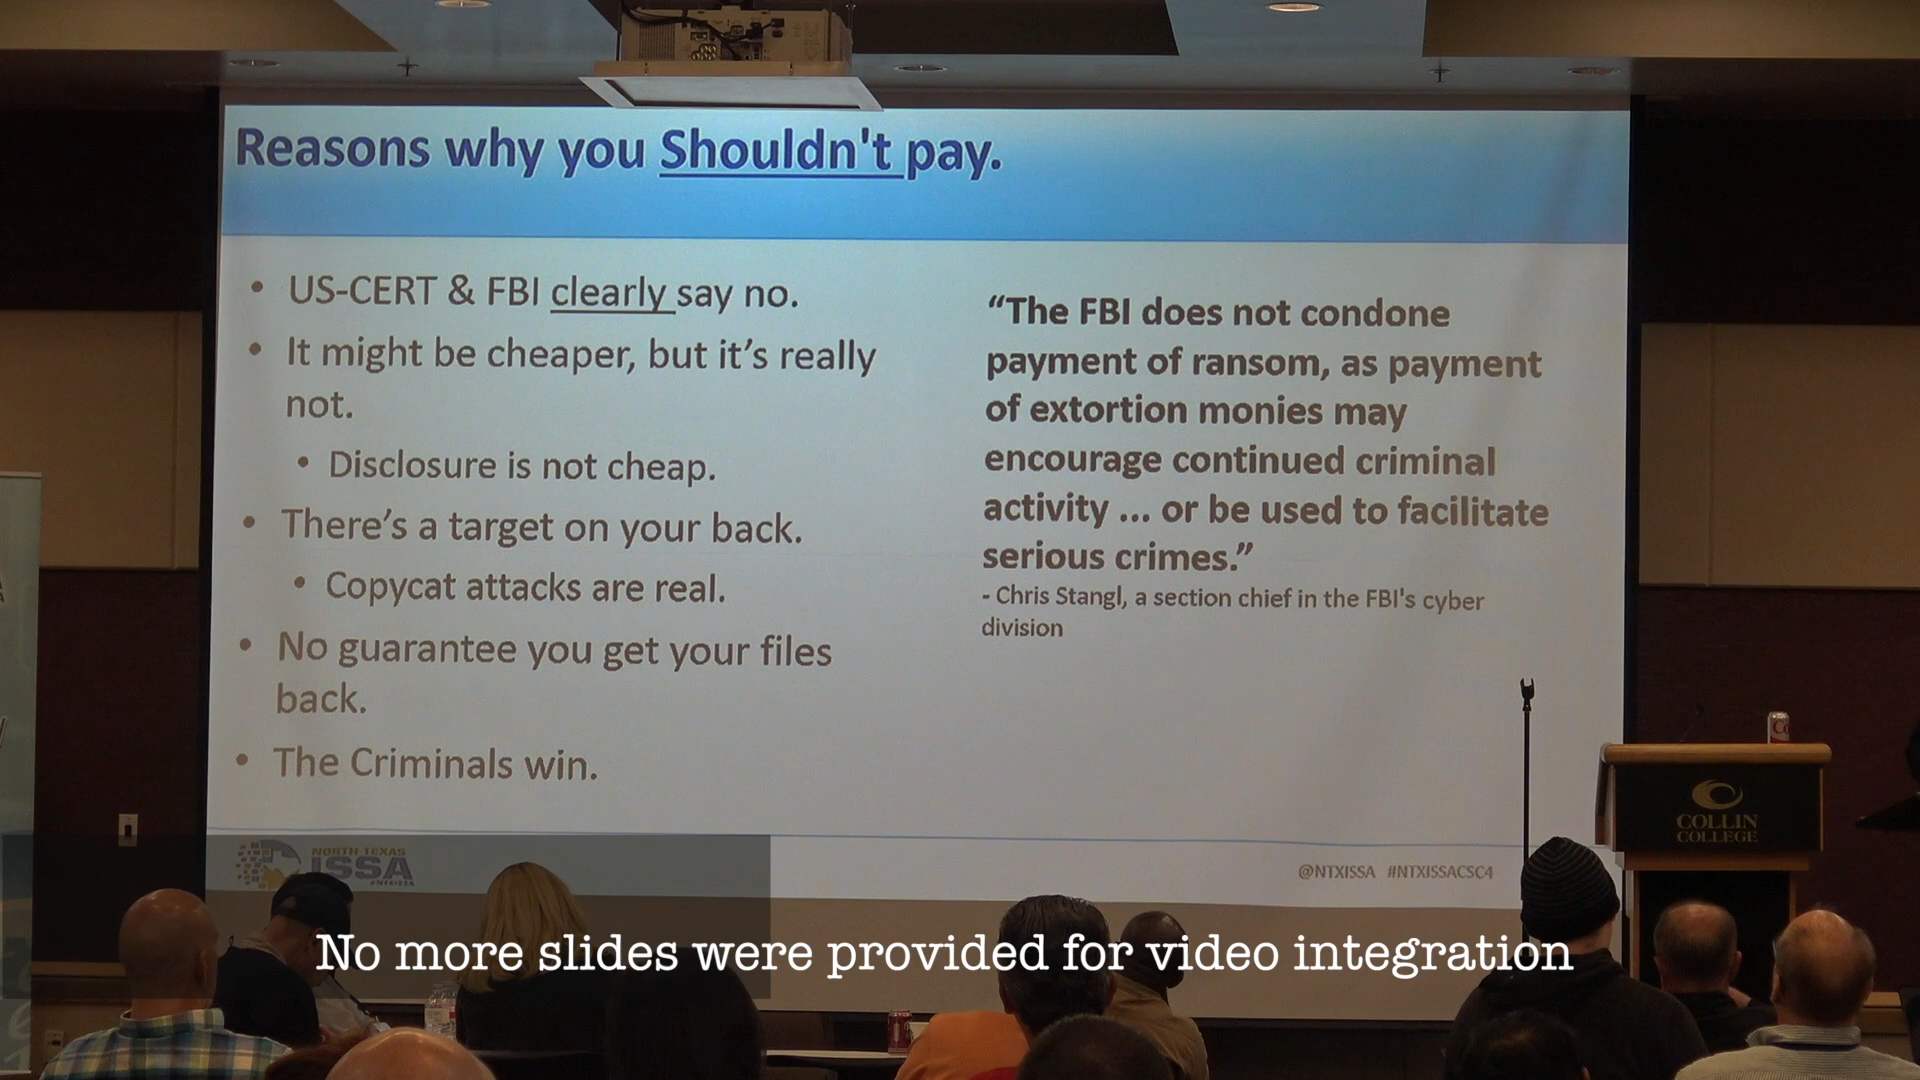 Reasons why you Shouldn't pay.
• US-CERT & FBI clearly say no.
• It might be cheaper, but it's really
not.
• Disclosure is not cheap.
• There's a target on your back.
• Copycat attacks are real.
• No guarantee you get your files
back.
• The Criminals win.
“The FBI does not condone
payment of ransom, as payment
of extortion monies may
encourage continued criminal
activity ... or be used to facilitate
serious crimes.”
- Chris Stangl, a section chief in the FBI's cyber
division
NORTH TEXAS
ISSA
#NTXISSA
@NTXISSA #NTXISSACSC4
COLLIN
COLLEGE
No more slides were provided for video integration